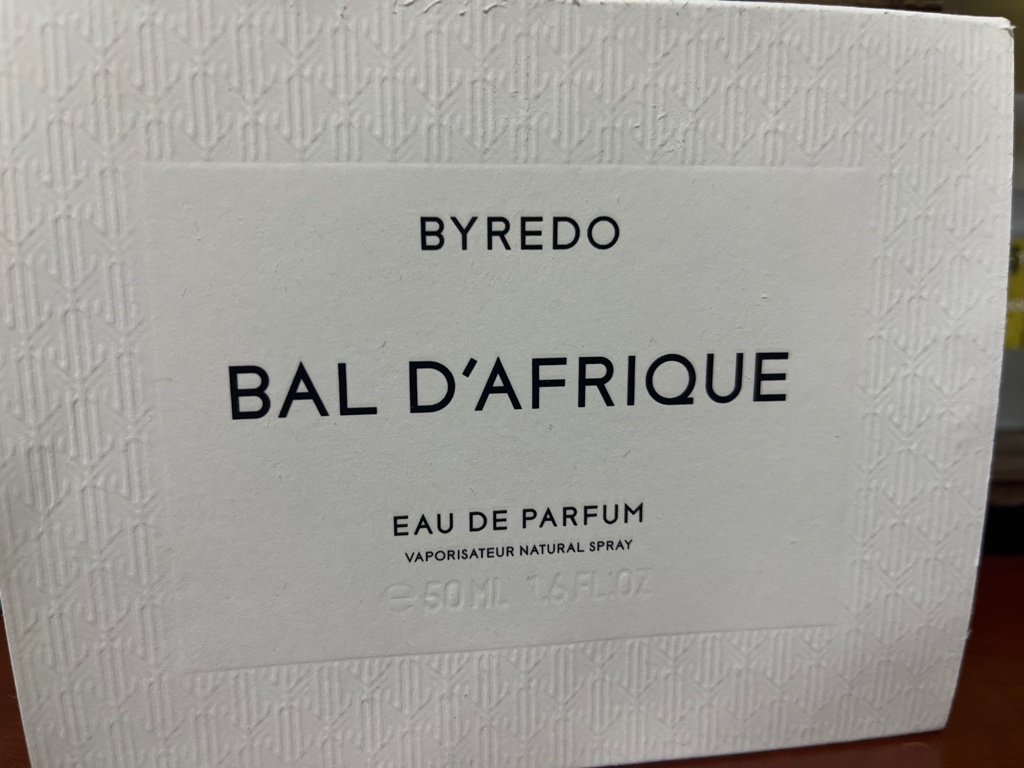 BYREDO
BAL D'AFRIQUE
EAU DE PARFUM
VAPORISATEUR NATURAL SPRAY
℮ 50 ML 1.6 FL.OZ